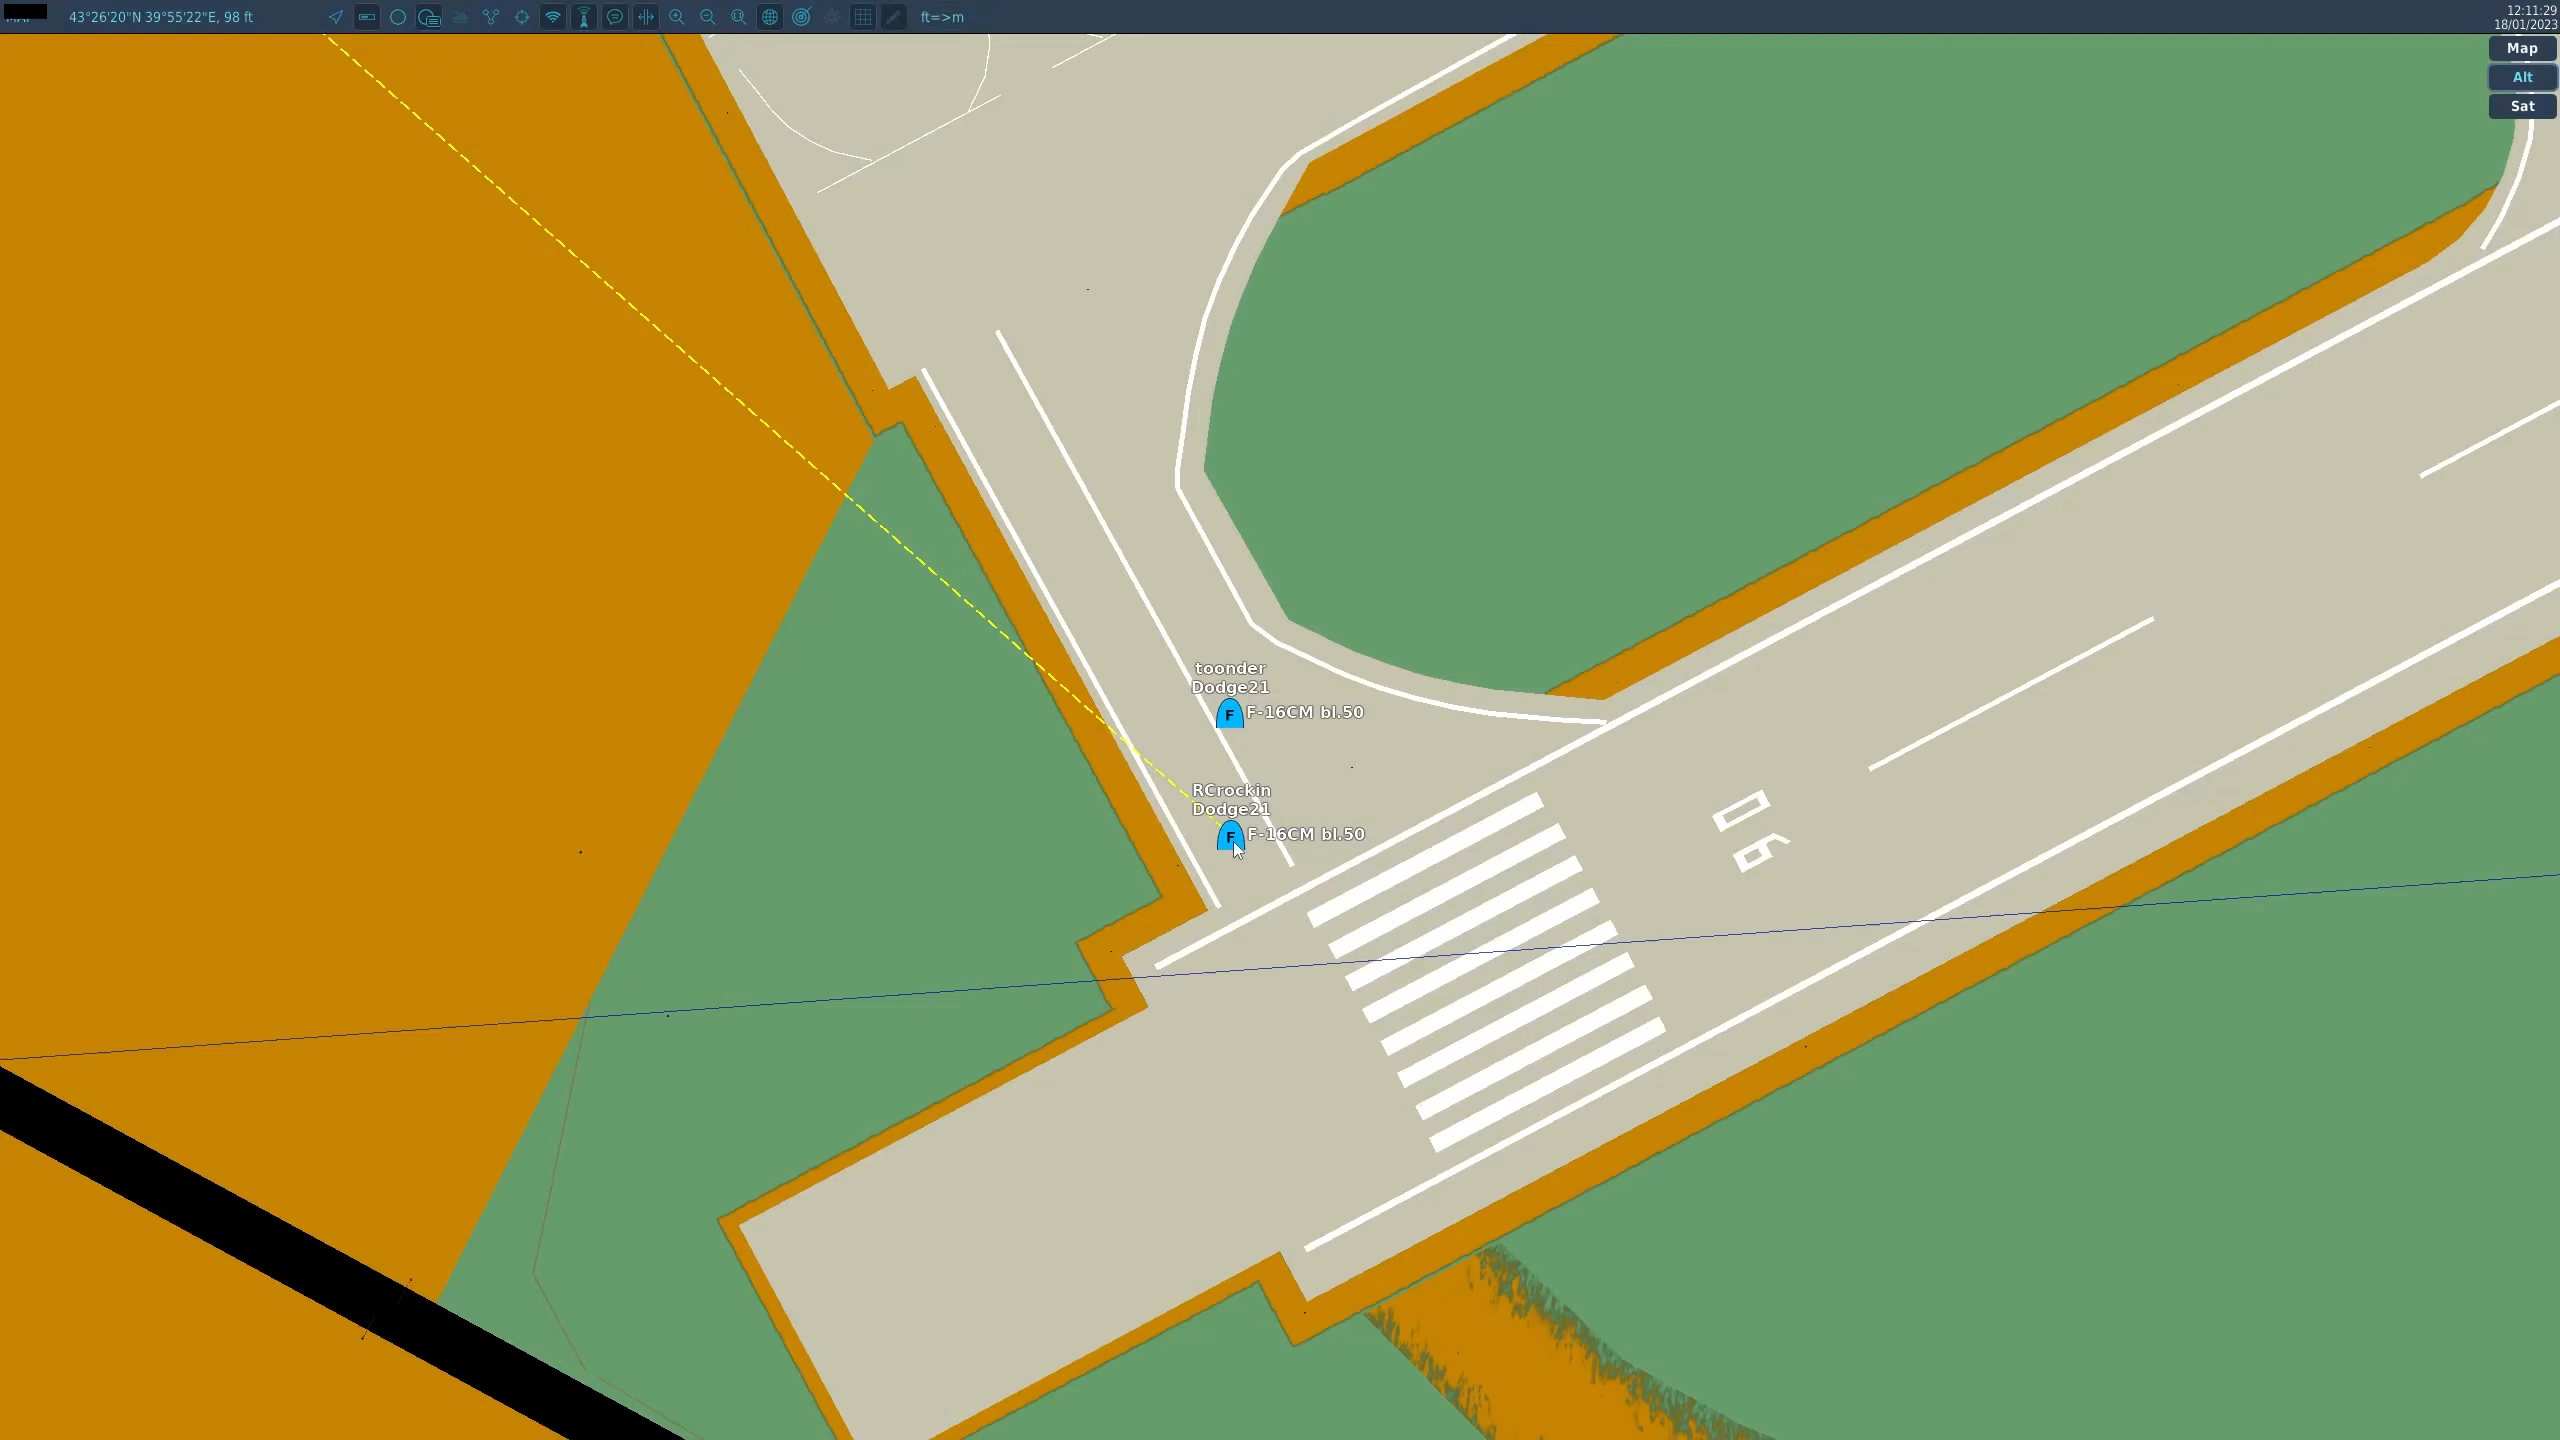 43°26'20"N 39°55'22"E, 98 ft
ft=>m
12:11:29
18/01/2023
Map
Alt
Sat
toonder
Dodge21
F F-16CM bl.50
RCrockin
Dodge21
F F-16CM bl.50
06